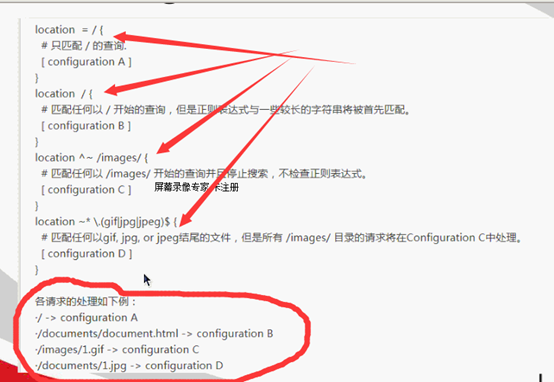 location = / {
# 只匹配 / 的查询.
[ configuration A ]
}
location / {
# 匹配任何以 / 开始的查询，但是正则表达式与一些较长的字符串将被首先匹配。
[ configuration B ]
}
location ^~ /images/ {
# 匹配任何以 /images/ 开始的查询并且停止搜索，不检查正则表达式。
[ configuration C ]
屏幕录像专家 未注册
}
location ~* \.(gif|jpg|jpeg)$ {
# 匹配任何以gif, jpg, or jpeg结尾的文件，但是所有 /images/ 目录的请求将在Configuration C中处理。
[ configuration D ]
}
各请求的处理如下例：
·/ -> configuration A
·/documents/document.html -> configuration B
·/images/1.gif -> configuration C
·/documents/1.jpg -> configuration D